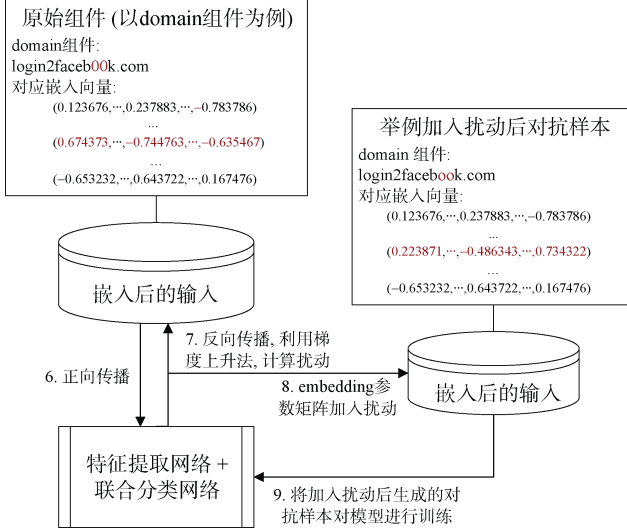 原始组件 (以domain组件为例)
domain组件:
login2faceb00k.com
对应嵌入向量:
(0.123676,···,0.237883,···,−0.783786)
...
(0.674373,···,−0.744763,···,−0.635467)
...
(−0.653232,···,0.643722,···,0.167476)
举例加入扰动后对抗样本
domain 组件:
login2facebook.com
对应嵌入向量:
(0.123676,···,0.237883,···,−0.783786)
...
(0.223871,···,−0.486343,···,0.734322)
...
(−0.653232,···,0.643722,···,0.167476)
嵌入后的输入
7. 反向传播, 利用梯
度上升法, 计算扰动
6. 正向传播
8. embedding参
数矩阵加入扰动
嵌入后的输入
特征提取网络 +
联合分类网络
9. 将加入扰动后生成的对
抗样本对模型进行训练